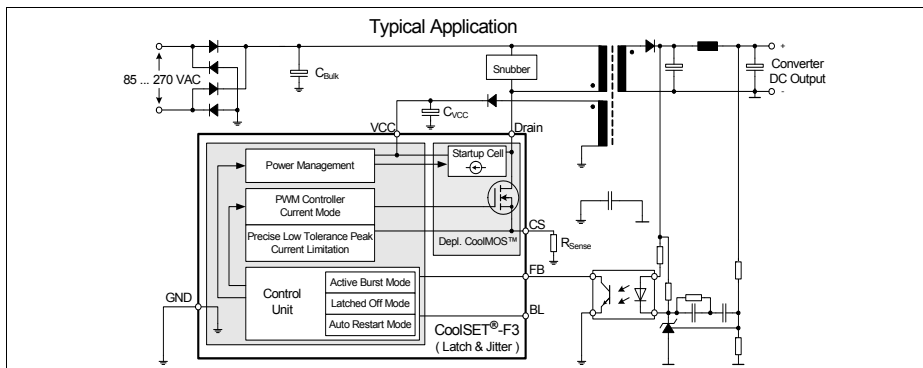 Typical Application
85 ... 270 VAC
CBulk
Snubber
+
Converter
DC Output
-
CVCC
VCC
Drain
Power Management
Startup Cell
PWM Controller
Current Mode
Precise Low Tolerance Peak
Current Limitation
Depl. CoolMOS™
CS
RSense
FB
Control
Unit
Active Burst Mode
Latched Off Mode
Auto Restart Mode
BL
GND
CoolSET®-F3
( Latch & Jitter )